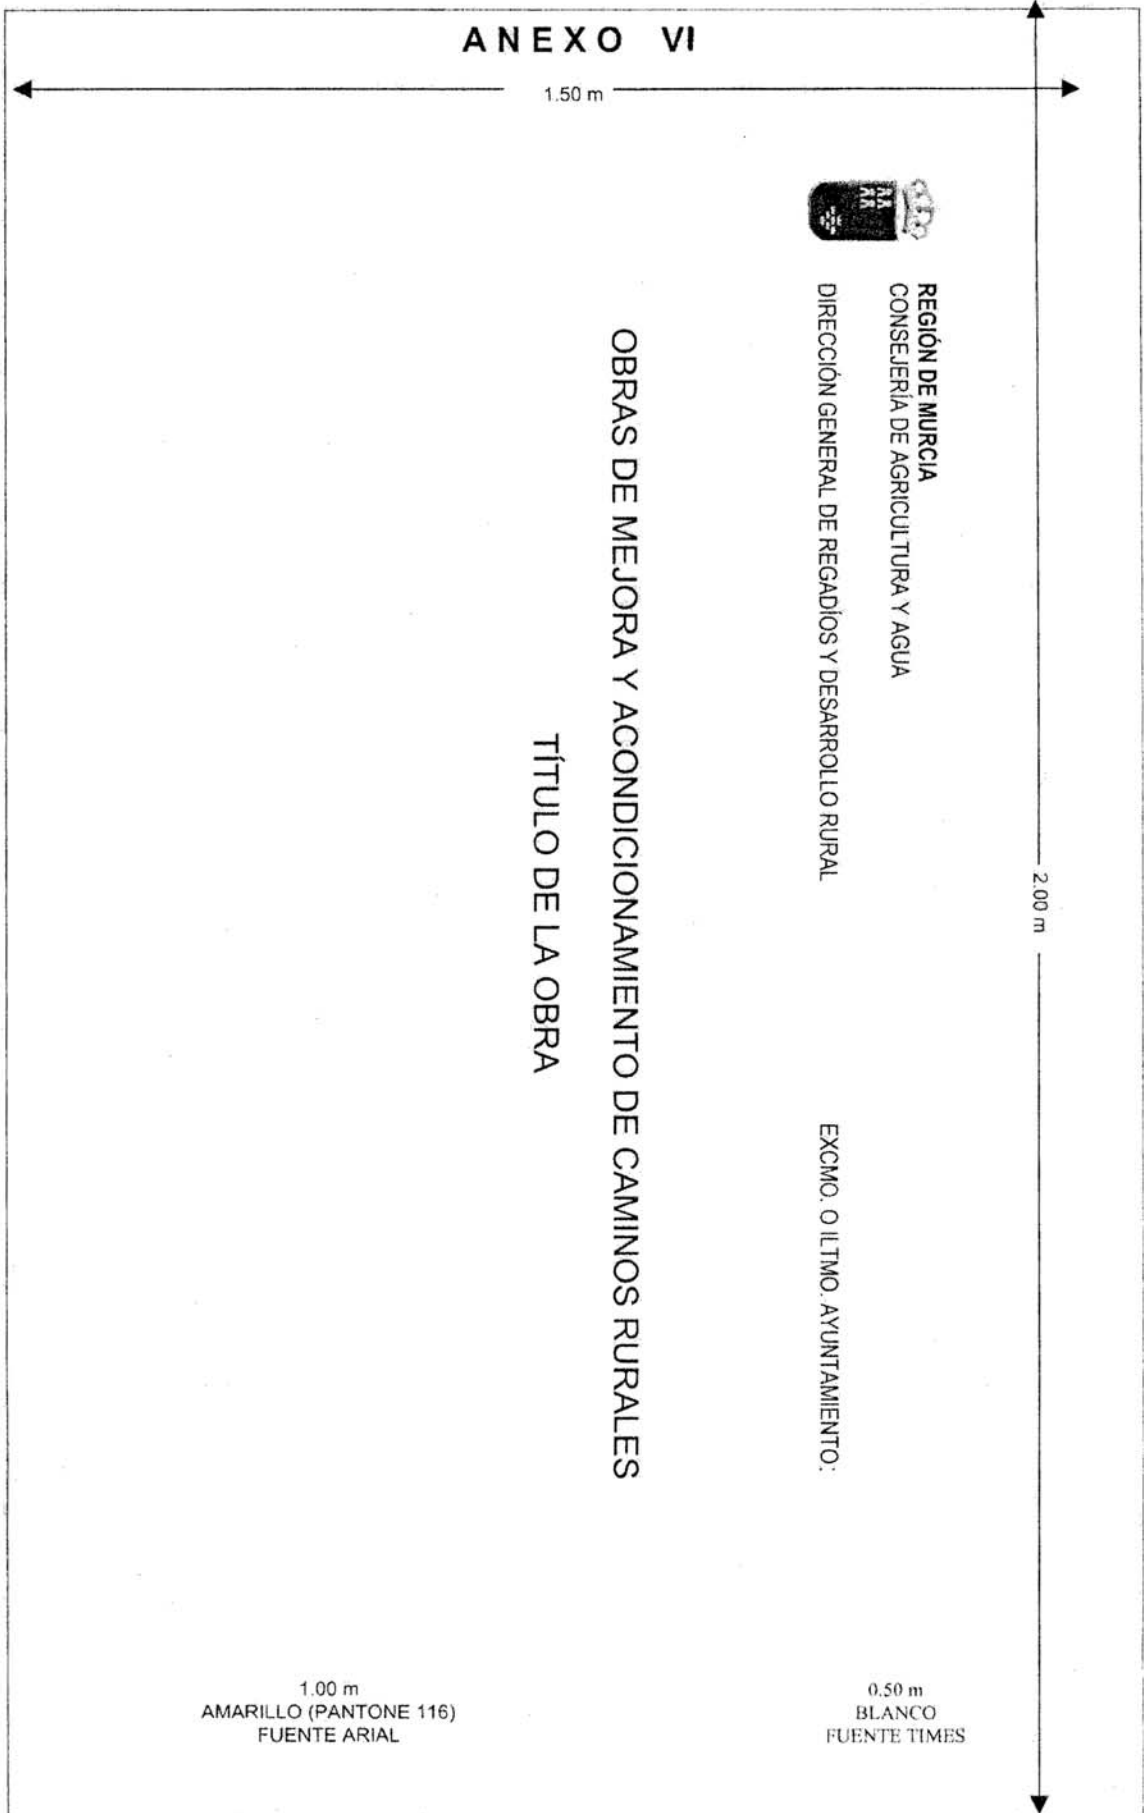 ANEXO VI
1.50 m
2.00 m
REGIÓN DE MURCIA
CONSEJERÍA DE AGRICULTURA Y AGUA
DIRECCIÓN GENERAL DE REGADÍOS Y DESARROLLO RURAL
EXCMO. O ILTMO. AYUNTAMIENTO:
OBRAS DE MEJORA Y ACONDICIONAMIENTO DE CAMINOS RURALES
TÍTULO DE LA OBRA
1.00 m
AMARILLO (PANTONE 116)
FUENTE ARIAL
0.50 m
BLANCO
FUENTE TIMES